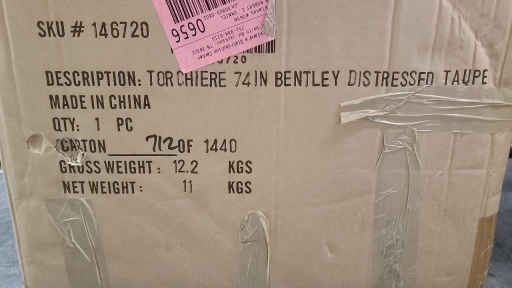 SKU # 146720
0656
DESCRIPTION: TORCHIERE 74IN BENTLEY DISTRESSED TAUPE
MADE IN CHINA
QTY: 1 PC
CARTON 712 OF 1440
GROSS WEIGHT: 12.2 KGS
NET WEIGHT: 11 KGS